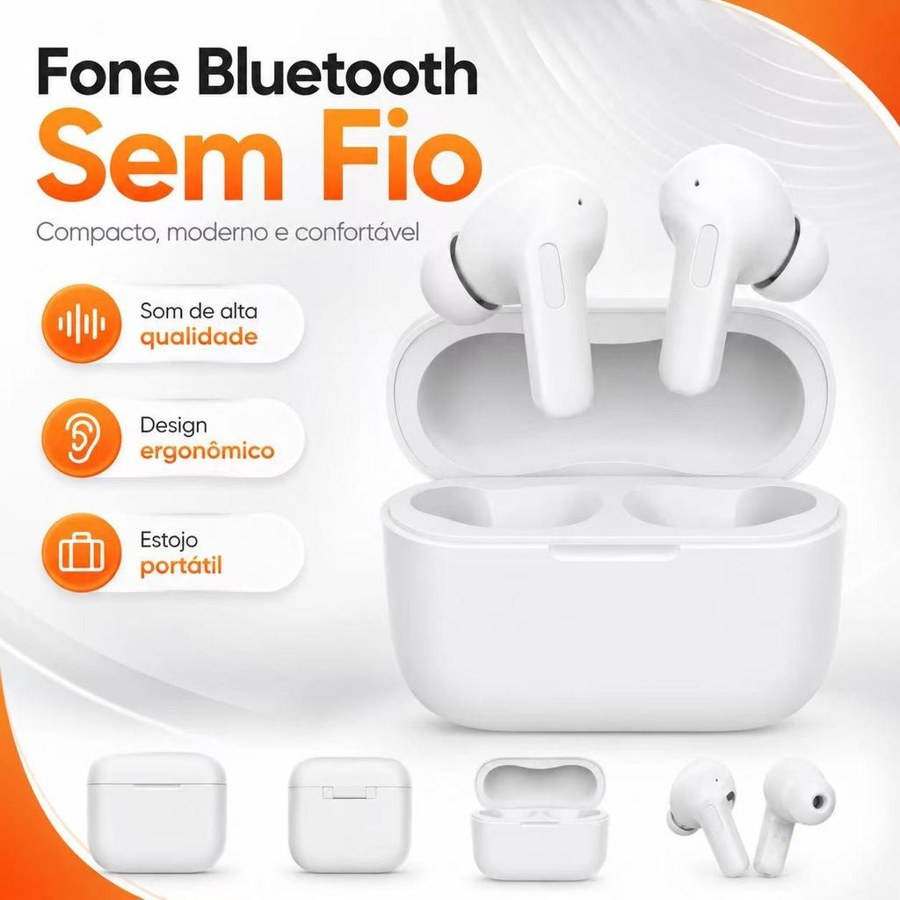 Fone Bluetooth
Sem Fio
Compacto, moderno e confortável
Som de alta
qualidade
Design
ergonômico
Estojo
portátil